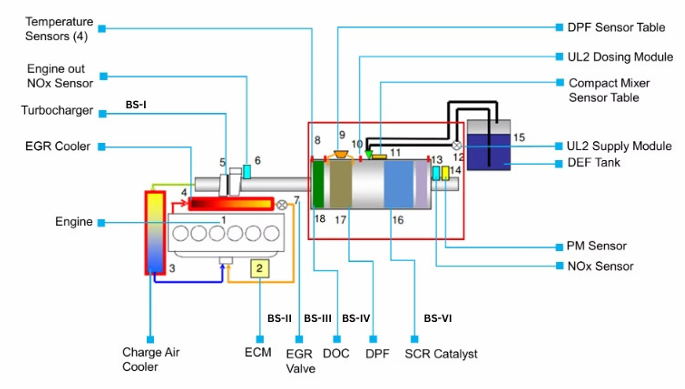 Temperature
Sensors (4)
DPF Sensor Table
UL2 Dosing Module
Engine out
NOx Sensor
Compact Mixer
Sensor Table
Turbocharger
BS-I
EGR Cooler
UL2 Supply Module
DEF Tank
Engine
PM Sensor
NOx Sensor
1
2
3
4
5
6
7
8
9
10
11
12
13
14
15
16
17
18
BS-II
BS-III
BS-IV
BS-VI
Charge Air
Cooler
ECM
EGR
Valve
DOC
DPF
SCR Catalyst